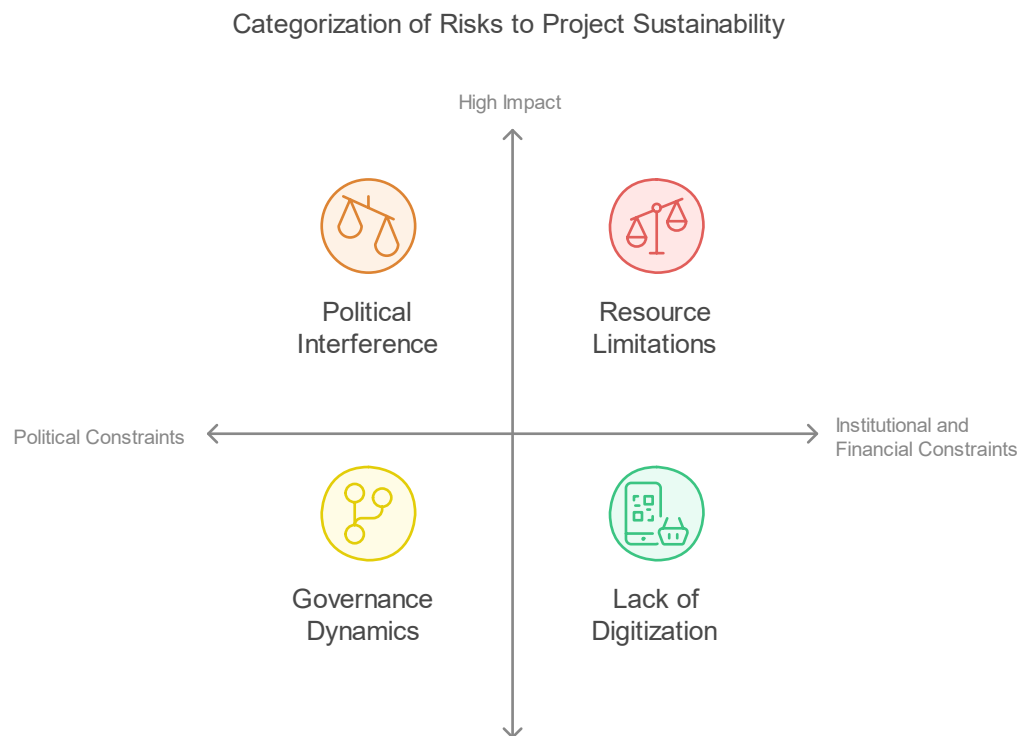 Categorization of Risks to Project Sustainability
High Impact
Political
Interference
Resource
Limitations
Political Constraints
Institutional and
Financial Constraints
Governance
Dynamics
Lack of
Digitization